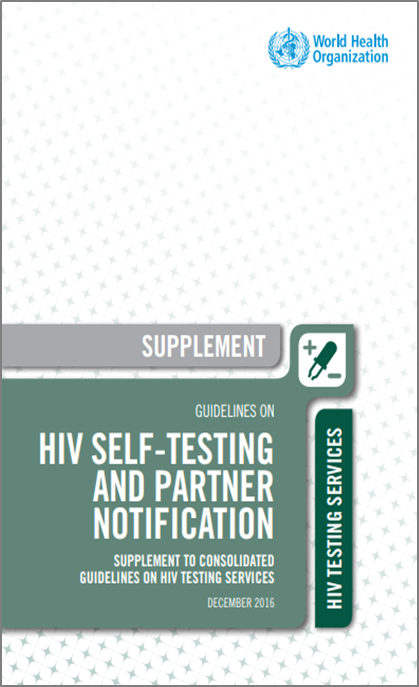 World Health
Organization
SUPPLEMENT
GUIDELINES ON
HIV SELF-TESTING
AND PARTNER
NOTIFICATION
SUPPLEMENT TO CONSOLIDATED
GUIDELINES ON HIV TESTING SERVICES
DECEMBER 2016
HIV TESTING SERVICES